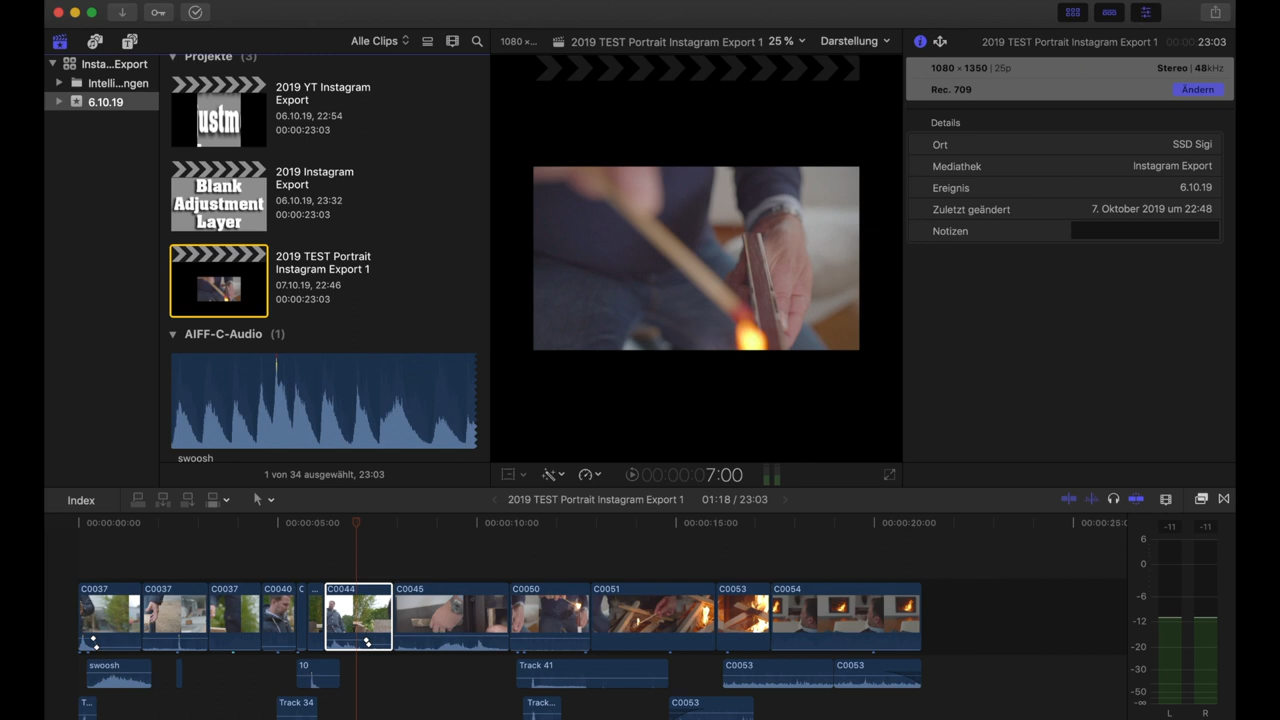 Alle Clips
1080 ×...
2019 TEST Portrait Instagram Export 1
25 %
Darstellung
2019 TEST Portrait Instagram Export 1
00:00:23:03
Insta...Export
Intelli...ngen
6.10.19
Projekte (3)
2019 YT Instagram
Export
06.10.19, 22:54
00:00:23:03
ustm
2019 Instagram
Export
06.10.19, 23:32
00:00:23:03
Blank
Adjustment
Layer
2019 TEST Portrait
Instagram Export 1
07.10.19, 22:46
00:00:23:03
AIFF-C-Audio (1)
swoosh
1 von 34 ausgewählt, 23:03
1080 × 1350 | 25p
Stereo | 48kHz
Rec. 709
Ändern
Details
Ort
SSD Sigi
Mediathek
Instagram Export
Ereignis
6.10.19
Zuletzt geändert
7. Oktober 2019 um 22:48
Notizen
00:00:07:00
Index
2019 TEST Portrait Instagram Export 1
01:18 / 23:03
00:00:00:00
00:00:05:00
00:00:10:00
00:00:15:00
00:00:20:00
00:00:25:0
-11 -11
6
0
-6
-12
-20
-30
-50
-∞
L R
C0037
C0037
C0037
C0040
C
...
C0044
C0045
C0050
C0051
C0053
C0054
swoosh
10
Track 41
C0053
C0053
T...
Track 34
Track...
C0053